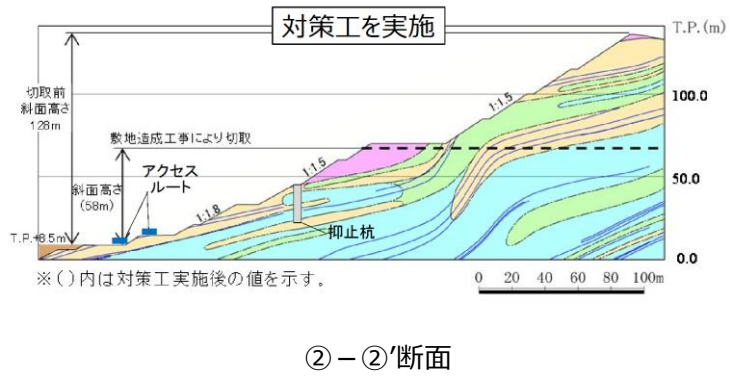 対策工を実施
T.P.(m)
切取前
斜面高さ
128m
1:1.5
100.0
敷地造成工事により切取
アクセス
ルート
1:1.5
斜面高さ
(58m)
1:1.8
50.0
抑止杭
T.P.+8.5m
0.0
※( )内は対策工実施後の値を示す。
0 20 40 60 80 100m
②－②’断面